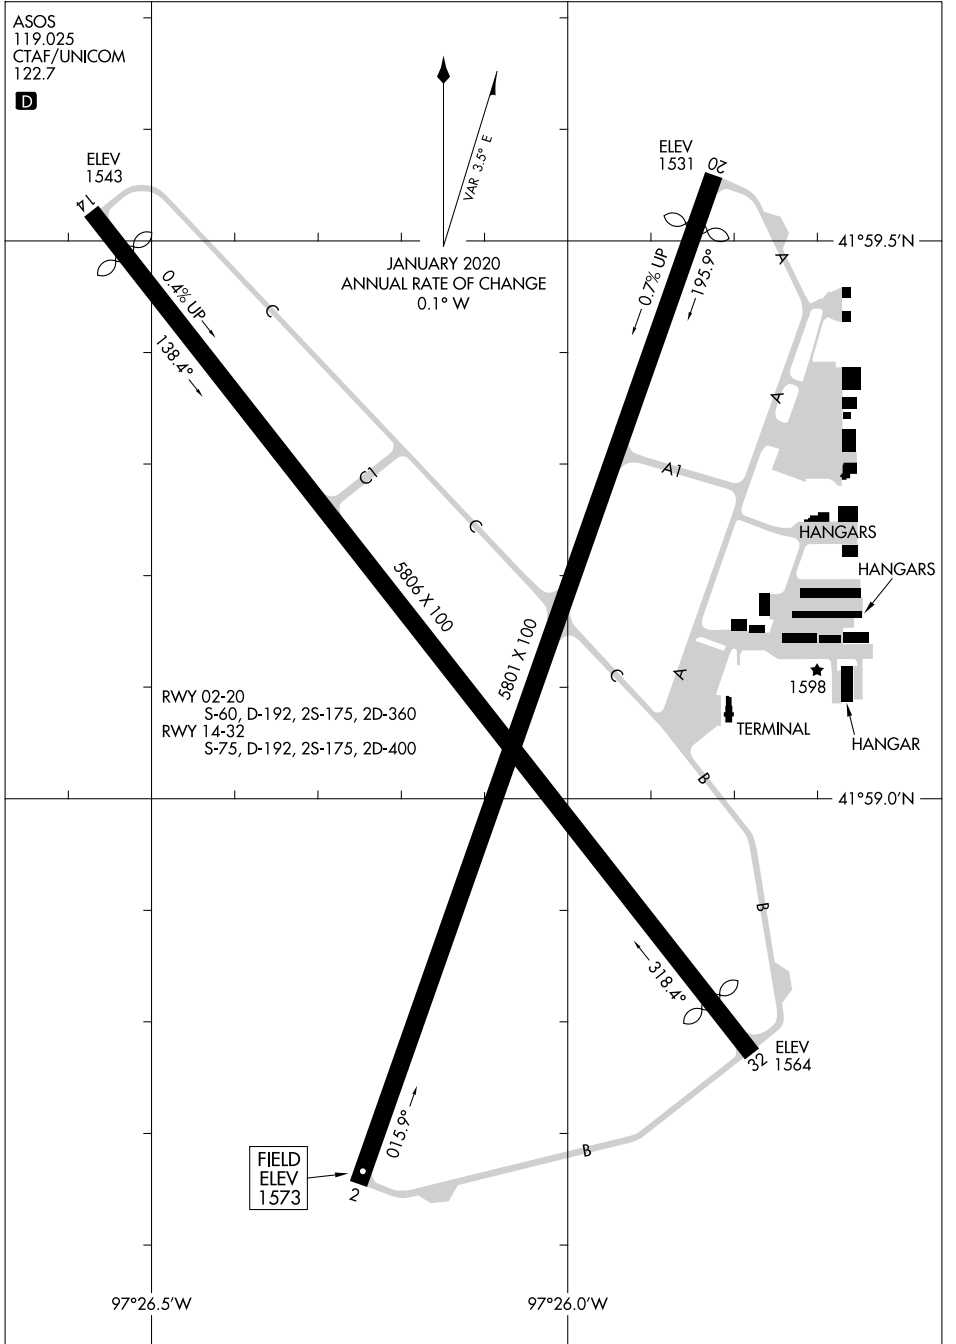 ASOS
119.025
CTAF/UNICOM
122.7
D
VAR 3.5° E
JANUARY 2020
ANNUAL RATE OF CHANGE
0.1° W
ELEV
1543
14
ELEV
1531
20
41°59.5'N
0.4% UP
138.4°
0.7% UP
195.9°
C
A
A
C1
A1
C
HANGARS
HANGARS
5806 X 100
5801 X 100
C
A
1598
RWY 02-20
S-60, D-192, 2S-175, 2D-360
RWY 14-32
S-75, D-192, 2S-175, 2D-400
TERMINAL
HANGAR
B
41°59.0'N
B
318.4°
32
ELEV
1564
015.9°
B
FIELD
ELEV
1573
2
97°26.5'W
97°26.0'W